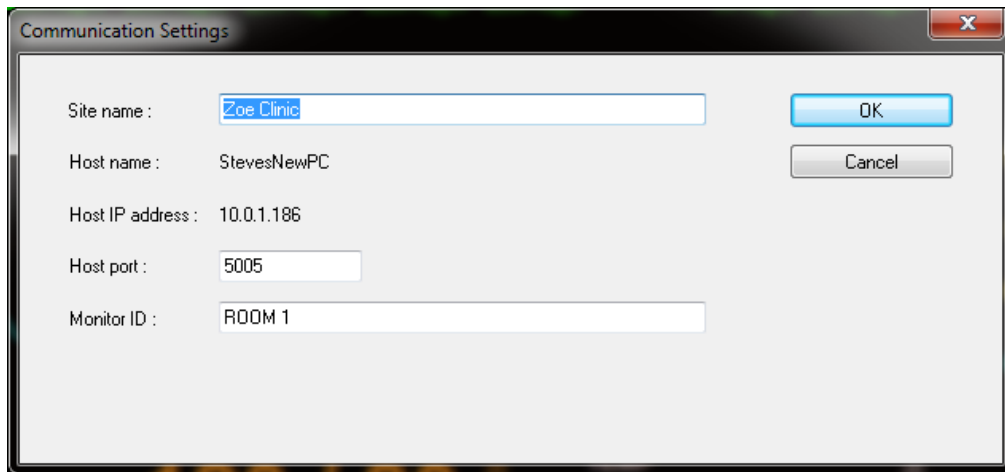 Communication Settings
Site name : Zoe Clinic
OK
Host name : StevesNewPC
Cancel
Host IP address : 10.0.1.186
Host port : 5005
Monitor ID : ROOM 1